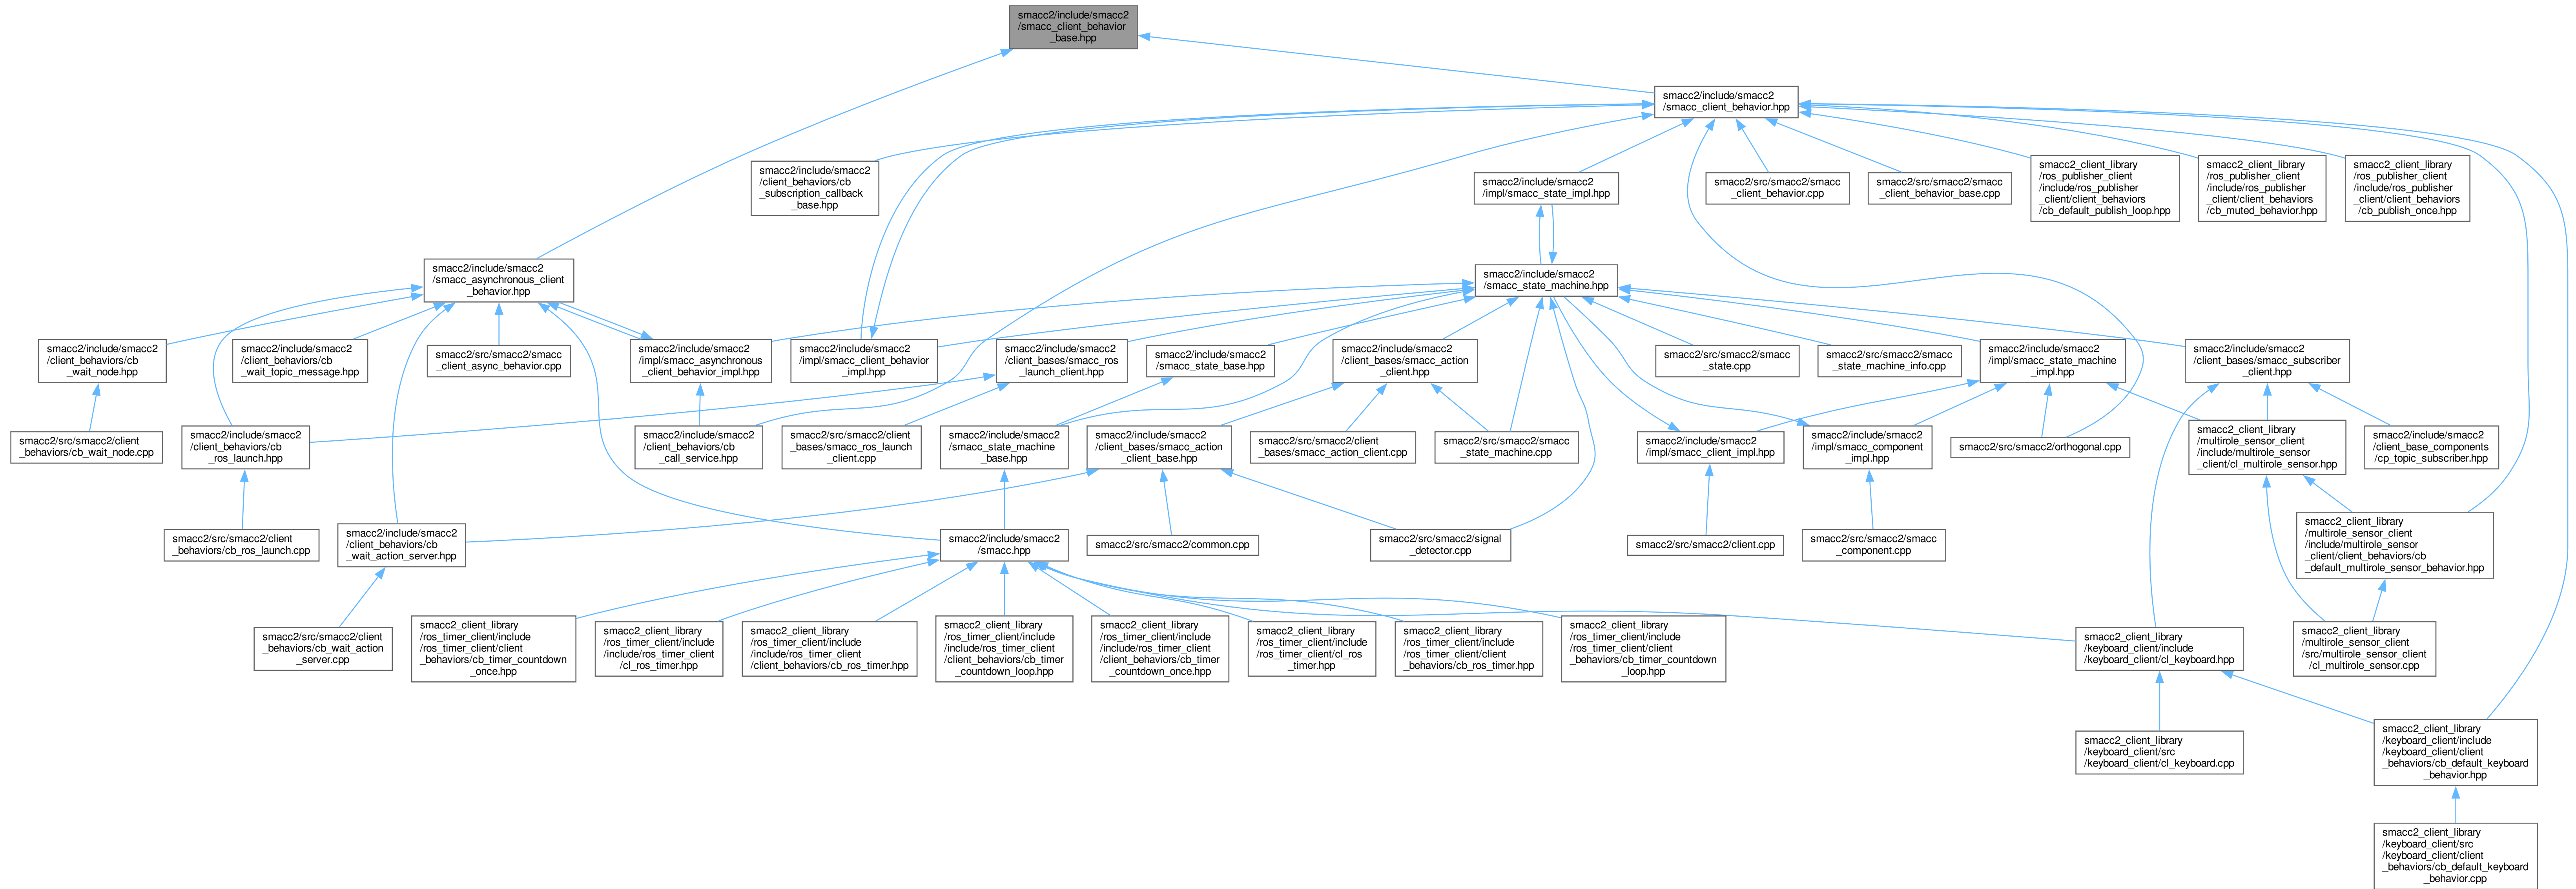 smacc2/include/smacc2
/smacc_client_behavior
_base.hpp
smacc2/include/smacc2
/smacc_client_behavior.hpp
smacc2/include/smacc2
/client_behaviors/cb
_subscription_callback
_base.hpp
smacc2/include/smacc2
/impl/smacc_state_impl.hpp
smacc2/src/smacc2/smacc
_client_behavior.cpp
smacc2/src/smacc2/smacc
_client_behavior_base.cpp
smacc2_client_library
/ros_publisher_client
/include/ros_publisher
_client/client_behaviors
/cb_default_publish_loop.hpp
smacc2_client_library
/ros_publisher_client
/include/ros_publisher
_client/client_behaviors
/cb_muted_behavior.hpp
smacc2_client_library
/ros_publisher_client
/include/ros_publisher
_client/client_behaviors
/cb_publish_once.hpp
smacc2/include/smacc2
/smacc_asynchronous_client
_behavior.hpp
smacc2/include/smacc2
/smacc_state_machine.hpp
smacc2/include/smacc2
/client_behaviors/cb
_wait_node.hpp
smacc2/include/smacc2
/client_behaviors/cb
_wait_topic_message.hpp
smacc2/src/smacc2/smacc
_client_async_behavior.cpp
smacc2/include/smacc2
/impl/smacc_asynchronous
_client_behavior_impl.hpp
smacc2/include/smacc2
/impl/smacc_client_behavior
_impl.hpp
smacc2/include/smacc2
/client_bases/smacc_ros
_launch_client.hpp
smacc2/include/smacc2
/smacc_state_base.hpp
smacc2/include/smacc2
/client_bases/smacc_action
_client.hpp
smacc2/src/smacc2/smacc
_state.cpp
smacc2/src/smacc2/smacc
_state_machine_info.cpp
smacc2/include/smacc2
/impl/smacc_state_machine
_impl.hpp
smacc2/include/smacc2
/client_bases/smacc_subscriber
_client.hpp
smacc2/src/smacc2/client
_behaviors/cb_wait_node.cpp
smacc2/include/smacc2
/client_behaviors/cb
_ros_launch.hpp
smacc2/include/smacc2
/client_behaviors/cb
_call_service.hpp
smacc2/src/smacc2/client
_bases/smacc_ros_launch
_client.cpp
smacc2/include/smacc2
/smacc_state_machine
_base.hpp
smacc2/include/smacc2
/client_bases/smacc_action
_client_base.hpp
smacc2/src/smacc2/client
_bases/smacc_action_client.cpp
smacc2/src/smacc2/smacc
_state_machine.cpp
smacc2/include/smacc2
/impl/smacc_client_impl.hpp
smacc2/include/smacc2
/impl/smacc_component
_impl.hpp
smacc2/src/smacc2/orthogonal.cpp
smacc2_client_library
/multirole_sensor_client
/include/multirole_sensor
_client/cl_multirole_sensor.hpp
smacc2/include/smacc2
/client_base_components
/cp_topic_subscriber.hpp
smacc2/src/smacc2/client
_behaviors/cb_ros_launch.cpp
smacc2/include/smacc2
/client_behaviors/cb
_wait_action_server.hpp
smacc2/include/smacc2
/smacc.hpp
smacc2/src/smacc2/common.cpp
smacc2/src/smacc2/signal
_detector.cpp
smacc2/src/smacc2/client.cpp
smacc2/src/smacc2/smacc
_component.cpp
smacc2_client_library
/multirole_sensor_client
/include/multirole_sensor
_client/client_behaviors/cb
_default_multirole_sensor_behavior.hpp
smacc2/src/smacc2/client
_behaviors/cb_wait_action
_server.cpp
smacc2_client_library
/ros_timer_client/include
/ros_timer_client/client
_behaviors/cb_timer_countdown
_once.hpp
smacc2_client_library
/ros_timer_client/include
/include/ros_timer_client
/cl_ros_timer.hpp
smacc2_client_library
/ros_timer_client/include
/include/ros_timer_client
/client_behaviors/cb_ros_timer.hpp
smacc2_client_library
/ros_timer_client/include
/include/ros_timer_client
/client_behaviors/cb_timer
_countdown_loop.hpp
smacc2_client_library
/ros_timer_client/include
/include/ros_timer_client
/client_behaviors/cb_timer
_countdown_once.hpp
smacc2_client_library
/ros_timer_client/include
/ros_timer_client/cl_ros
_timer.hpp
smacc2_client_library
/ros_timer_client/include
/ros_timer_client/client
_behaviors/cb_ros_timer.hpp
smacc2_client_library
/ros_timer_client/include
/ros_timer_client/client
_behaviors/cb_timer_countdown
_loop.hpp
smacc2_client_library
/keyboard_client/include
/keyboard_client/cl_keyboard.hpp
smacc2_client_library
/multirole_sensor_client
/src/multirole_sensor_client
/cl_multirole_sensor.cpp
smacc2_client_library
/keyboard_client/src
/keyboard_client/cl_keyboard.cpp
smacc2_client_library
/keyboard_client/include
/keyboard_client/client
_behaviors/cb_default_keyboard
_behavior.hpp
smacc2_client_library
/keyboard_client/src
/keyboard_client/client
_behaviors/cb_default_keyboard
_behavior.cpp